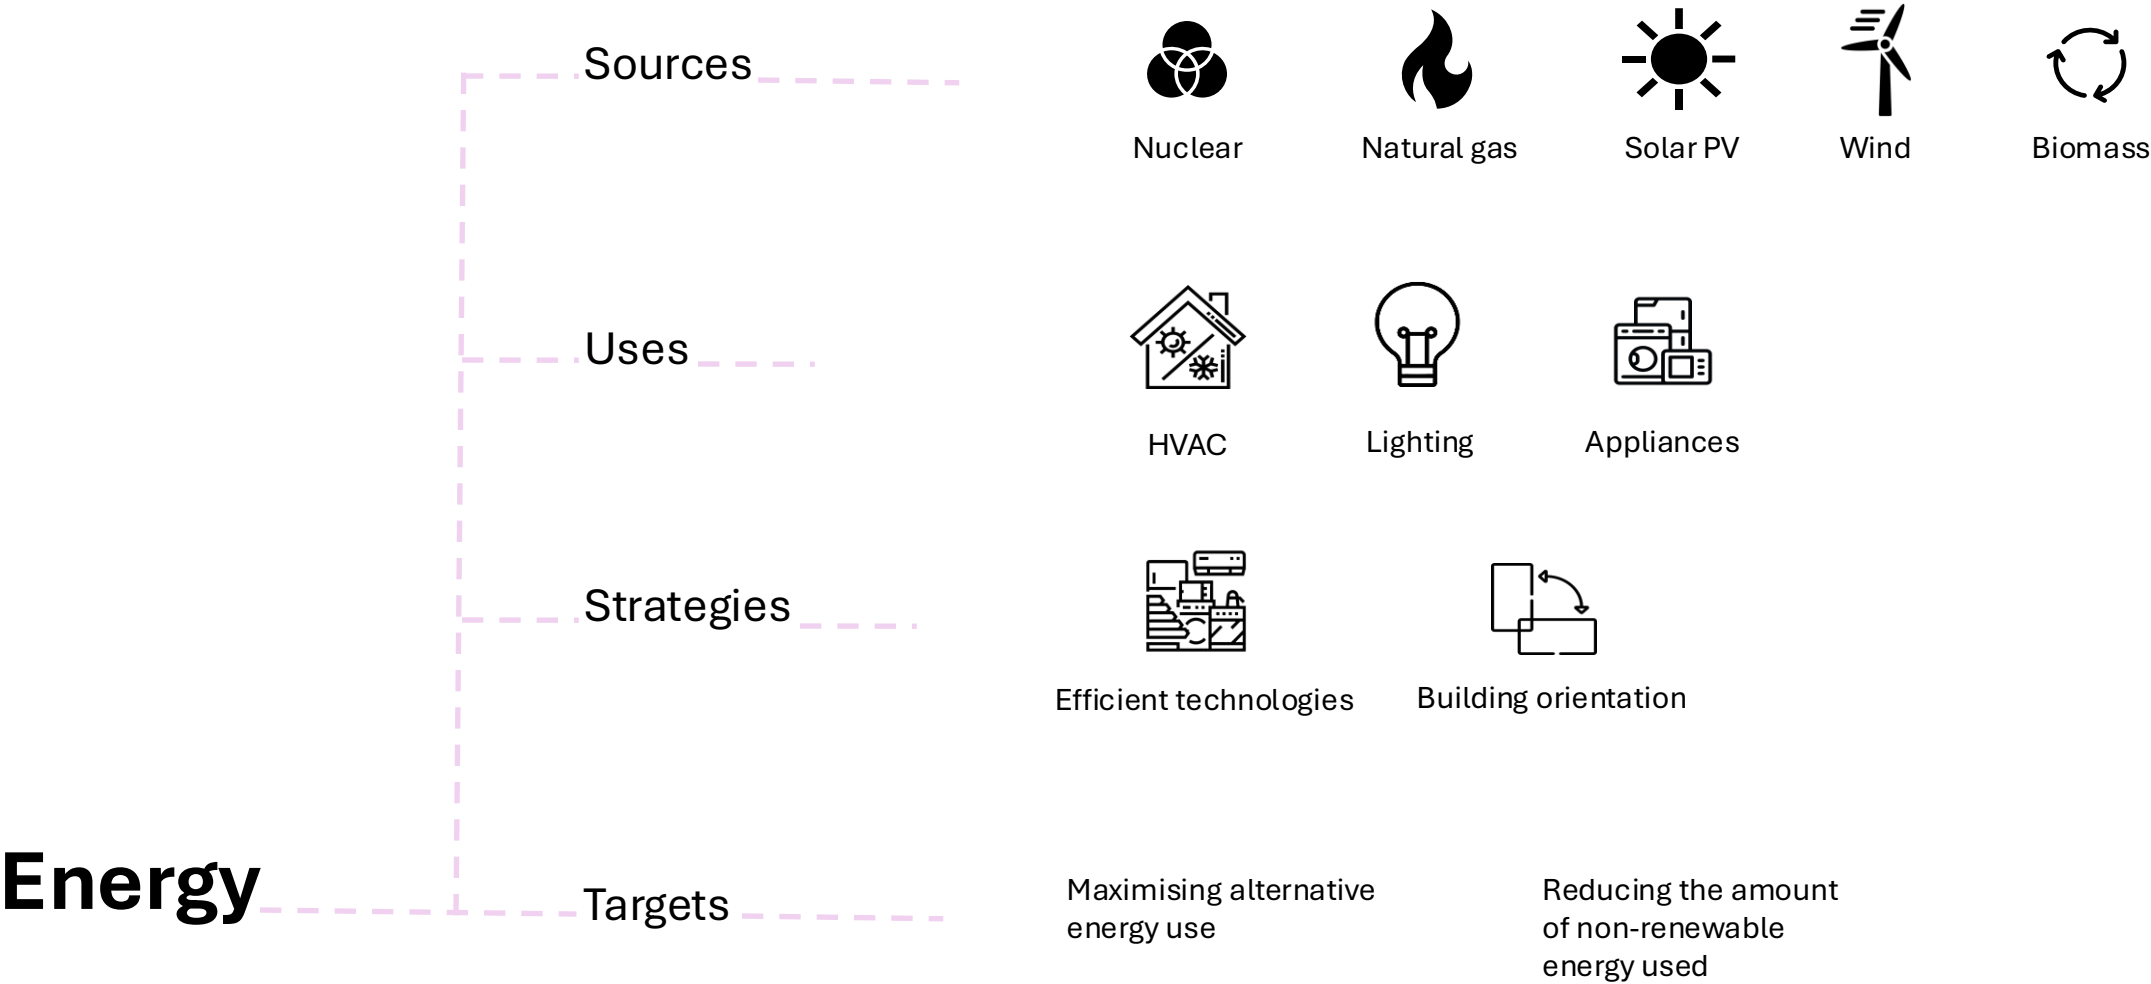 Sources
Nuclear
Natural gas
Solar PV
Wind
Biomass
Uses
HVAC
Lighting
Appliances
Strategies
Efficient technologies
Building orientation
Energy
Targets
Maximising alternative
energy use
Reducing the amount
of non-renewable
energy used